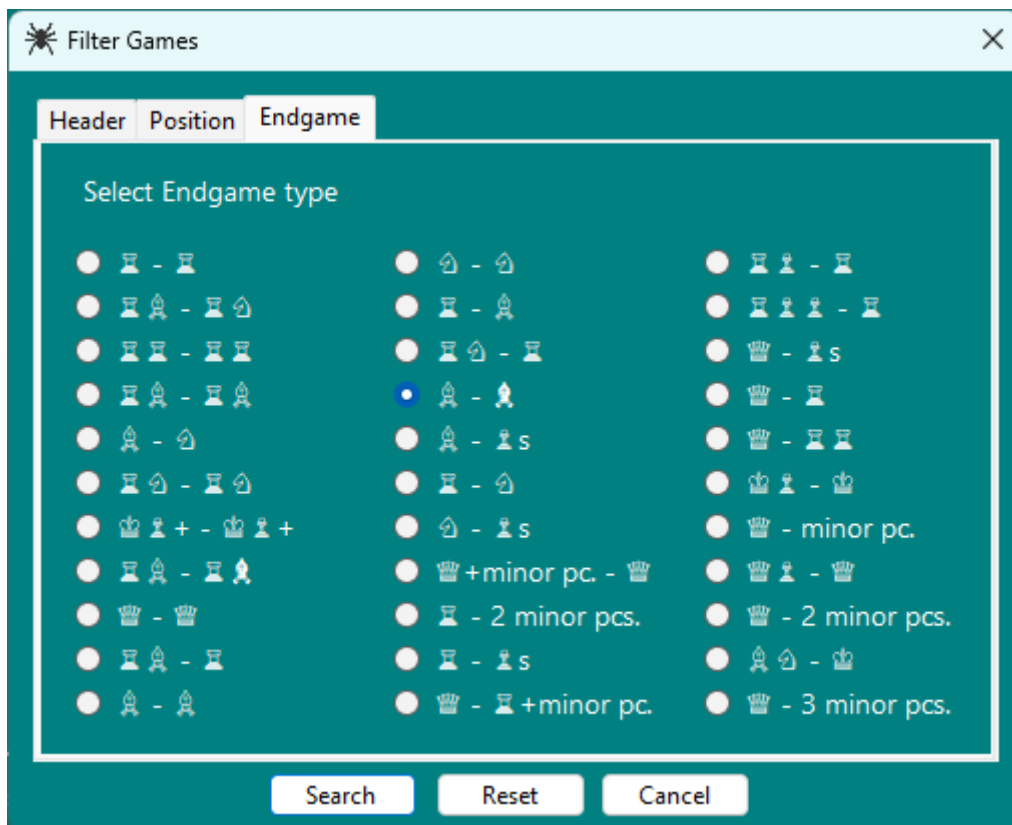 Filter Games
Header Position Endgame
Select Endgame type
♖ - ♖
♖♗ - ♖♘
♖♖ - ♖♖
♖♗ - ♖♗
♗ - ♘
♖♘ - ♖♘
♔♙+ - ♔♙+
♖♗ - ♖♝
♕ - ♕
♖♗ - ♖
♗ - ♗
♘ - ♘
♖ - ♗
♖♘ - ♖
♗ - ♝
♗ - ♙s
♖ - ♘
♘ - ♙s
♕+minor pc. - ♕
♖ - 2 minor pcs.
♖ - ♙s
♕ - ♖+minor pc.
♖♙ - ♖
♖♙♙ - ♖
♕ - ♙s
♕ - ♖
♕ - ♖♖
♔♙ - ♔
♕ - minor pc.
♕♙ - ♕
♕ - 2 minor pcs.
♗♘ - ♔
♕ - 3 minor pcs.
Search Reset Cancel